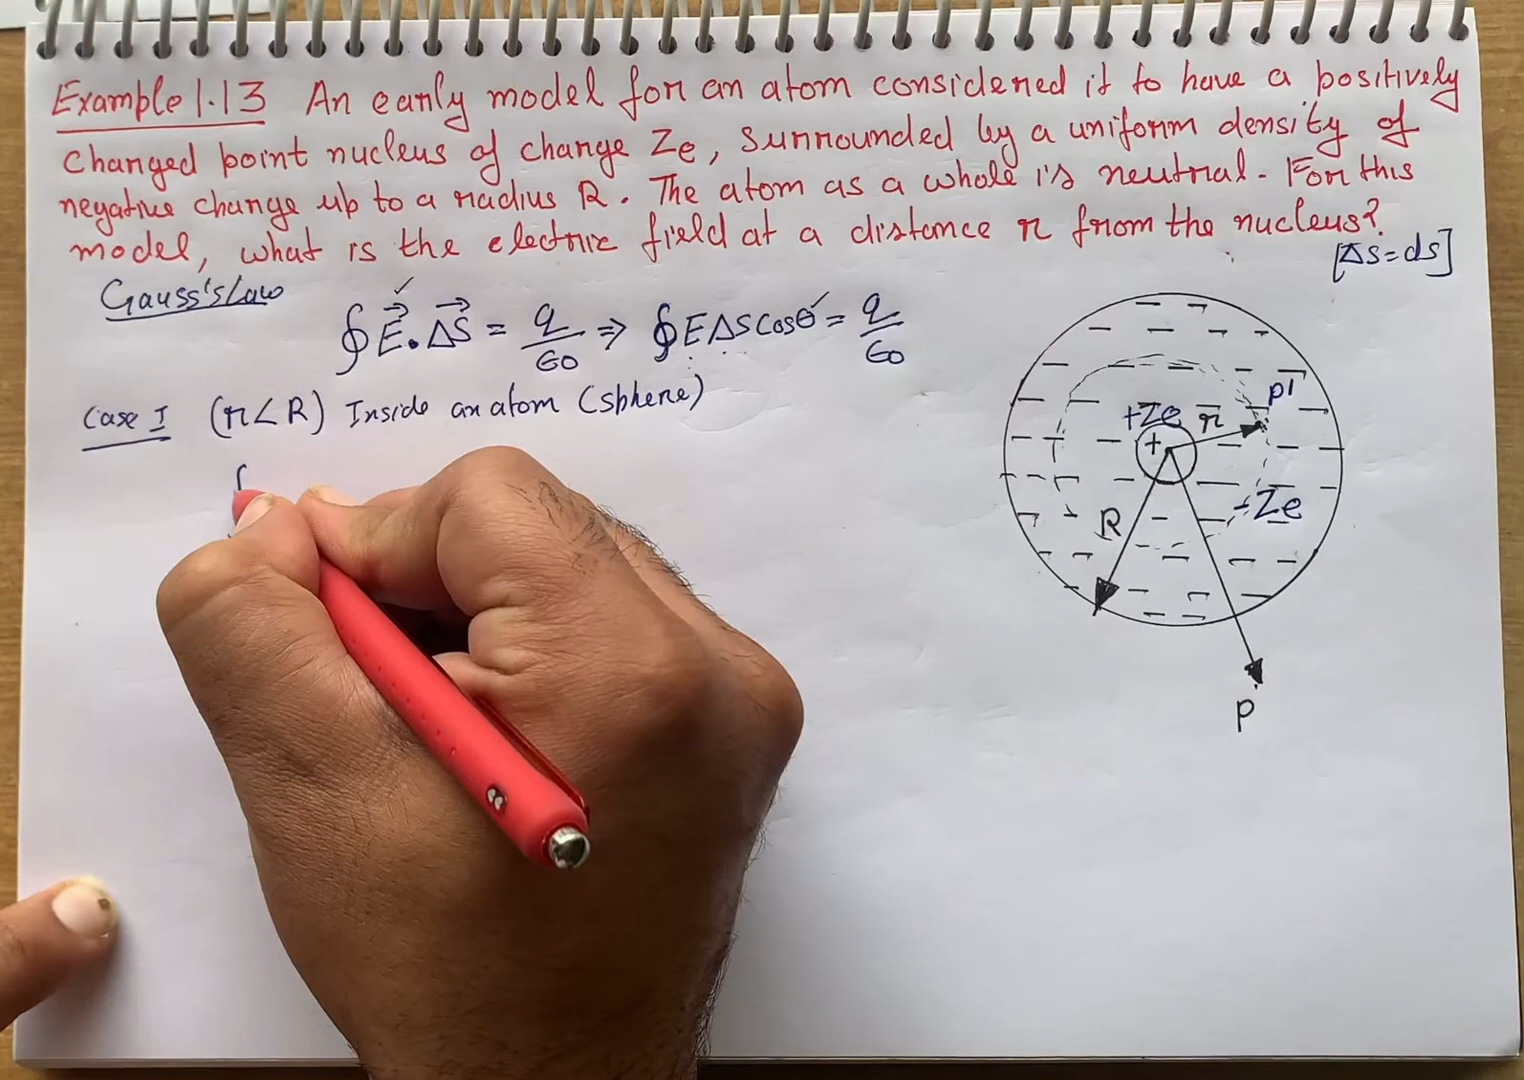 Example 1.13 An early model for an atom considered it to have a positively
charged point nucleus of charge Ze, surrounded by a uniform density of
negative charge up to a radius R. The atom as a whole is neutral. For this
model, what is the electric field at a distance r from the nucleus?
[ΔS = ds]
Gauss's Law
∮ E⃗ . ΔS⃗ = q/ϵ0 ⇒ ∮ E ΔS cosθ = q/ϵ0
Case I (r < R) Inside an atom (sphere)
P'
+Ze r
+
-Ze
R
P